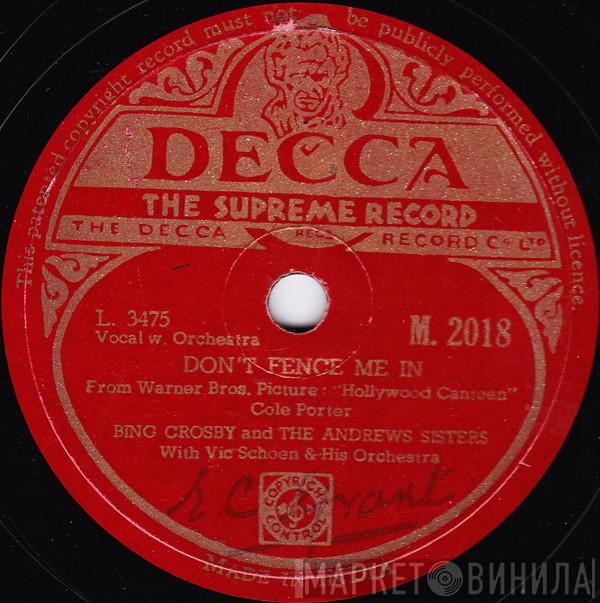 This patented copyright record must not be publicly performed without licence.
DECCA
THE SUPREME RECORD
THE DECCA RECORD Co LTD
L. 3475
Vocal w. Orchestra
M. 2018
DON'T FENCE ME IN
From Warner Bros. Picture: "Hollywood Canteen"
Cole Porter
BING CROSBY and THE ANDREWS SISTERS
With Vic Schoen & His Orchestra
E. C.
COPYRIGHT
CONTROL
MADE IN
МАРКЕТ ВИНИЛА